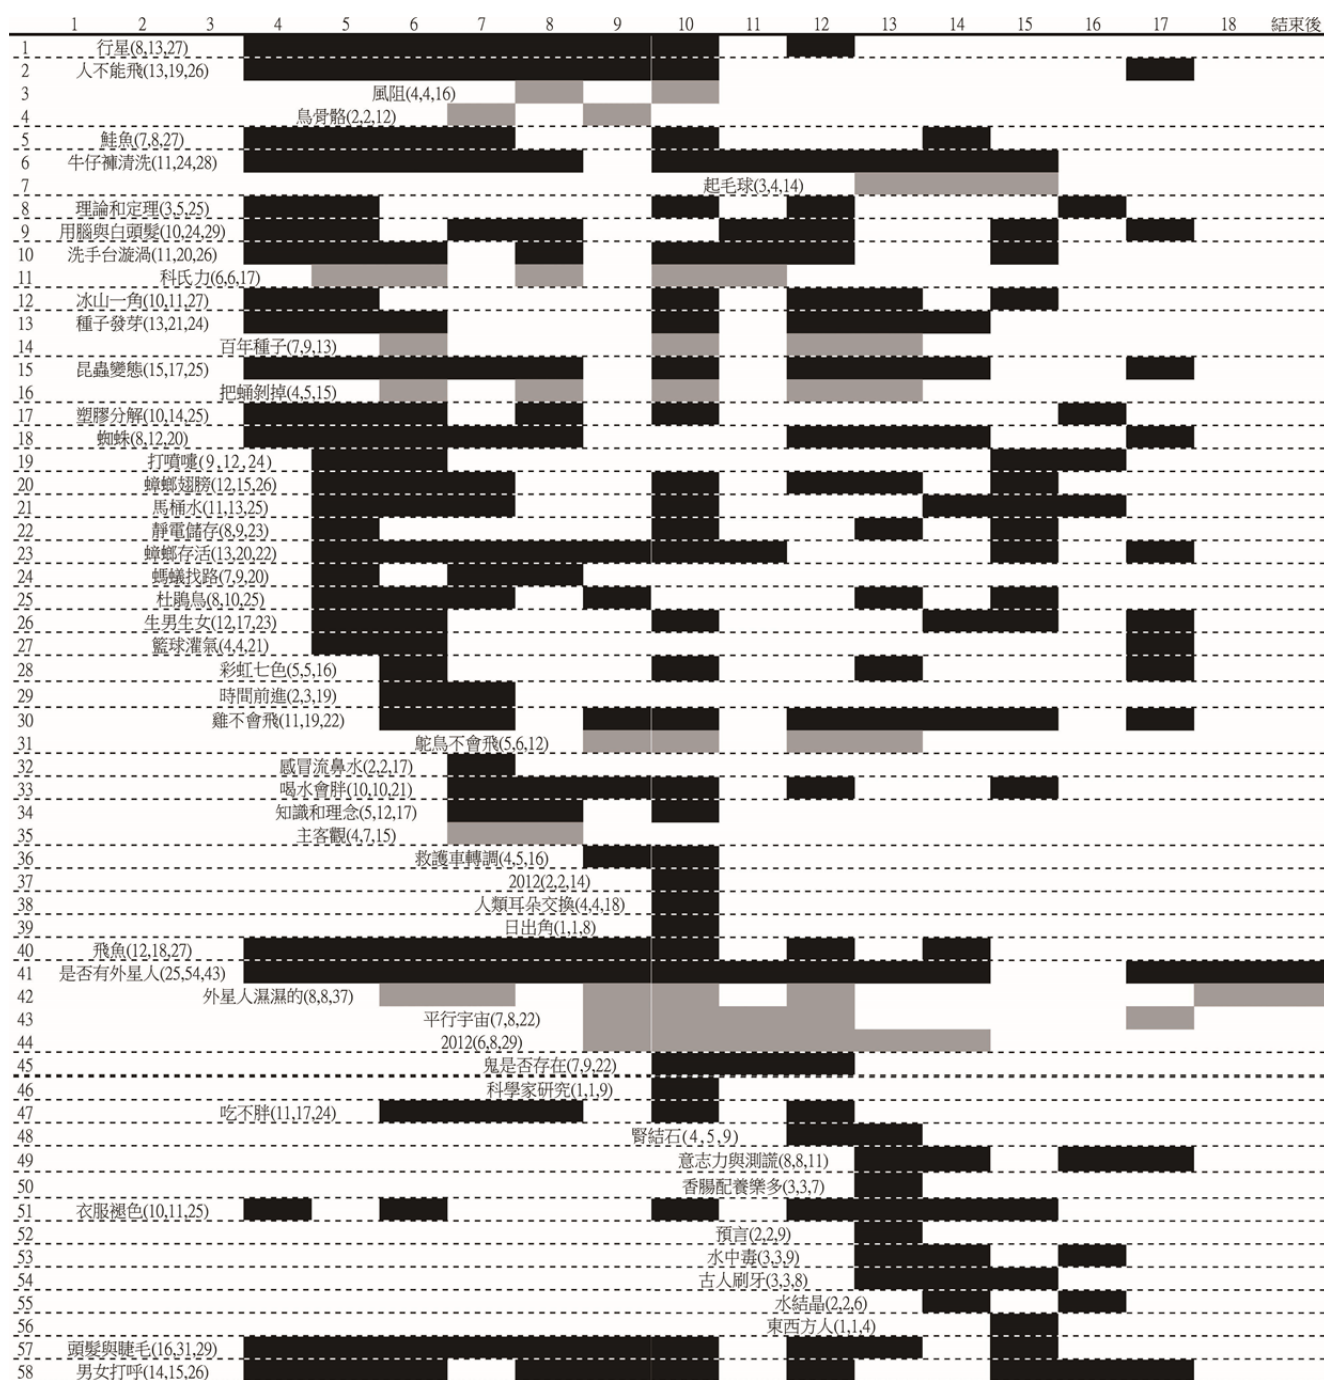 1 2 3 4 5 6 7 8 9 10 11 12 13 14 15 16 17 18 結束後
1 行星(8,13,27)
2 人不能飛(13,19,26)
3 風阻(4,4,16)
4 鳥骨骼(2,2,12)
5 鮭魚(7,8,27)
6 牛仔褲清洗(11,24,28)
7 起毛球(3,4,14)
8 理論和定理(3,5,25)
9 用腦與白頭髮(10,24,29)
10 洗手台漩渦(11,20,26)
11 科氏力(6,6,17)
12 冰山一角(10,11,27)
13 種子發芽(13,21,24)
14 百年種子(7,9,13)
15 昆蟲變態(15,17,25)
16 把蛹剝掉(4,5,15)
17 塑膠分解(10,14,25)
18 蜘蛛(8,12,20)
19 打噴嚏(9,12,24)
20 蟑螂翅膀(12,15,26)
21 馬桶水(11,13,25)
22 靜電儲存(8,9,23)
23 蟑螂存活(13,20,22)
24 螞蟻找路(7,9,20)
25 杜鵑鳥(8,10,25)
26 生男生女(12,17,23)
27 籃球灌氣(4,4,21)
28 彩虹七色(5,5,16)
29 時間前進(2,3,19)
30 雞不會飛(11,19,22)
31 鴕鳥不會飛(5,6,12)
32 感冒流鼻水(2,2,17)
33 喝水會胖(10,10,21)
34 知識和理念(5,12,17)
35 主客觀(4,7,15)
36 救護車轉調(4,5,16)
37 2012(2,2,14)
38 人類耳朵交換(4,4,18)
39 日出角(1,1,8)
40 飛魚(12,18,27)
41 是否有外星人(25,54,43)
42 外星人濕濕的(8,8,37)
43 平行宇宙(7,8,22)
44 2012(6,8,29)
45 鬼是否存在(7,9,22)
46 科學家研究(1,1,9)
47 吃不胖(11,17,24)
48 腎結石(4,5,9)
49 意志力與測謊(8,8,11)
50 香腸配養樂多(3,3,7)
51 衣服褪色(10,11,25)
52 預言(2,2,9)
53 水中毒(3,3,9)
54 古人刷牙(3,3,8)
55 水結晶(2,2,6)
56 東西方人(1,1,4)
57 頭髮與睫毛(16,31,29)
58 男女打呼(14,15,26)